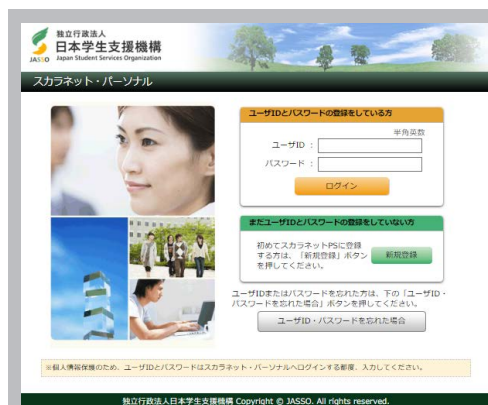 独立行政法人
日本学生支援機構
JASSO Japan Student Services Organization
スカラネット・パーソナル
ユーザIDとパスワードの登録をしている方
半角英数
ユーザID :
パスワード :
ログイン
まだユーザIDとパスワードの登録をしていない方
初めてスカラネットPSに登録
する方は、「新規登録」ボタン
を押してください。
新規登録
ユーザIDまたはパスワードを忘れた方は、下の「ユーザID・
パスワードを忘れた場合」ボタンを押してください。
ユーザID・パスワードを忘れた場合
※個人情報保護のため、ユーザIDとパスワードはスカラネット・パーソナルへログインする都度、入力してください。
独立行政法人日本学生支援機構 Copyright © JASSO. All rights reserved.